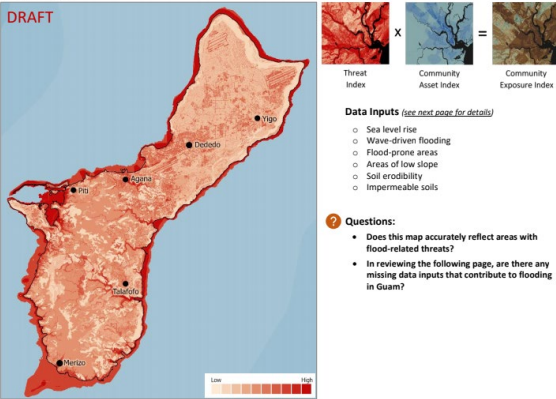 DRAFT
Yigo
Dededo
Agana
Piti
Talafofo
Merizo
Low High
X
=
Threat
Index
Community
Asset Index
Community
Exposure Index
Data Inputs (see next page for details)
o Sea level rise
o Wave-driven flooding
o Flood-prone areas
o Areas of low slope
o Soil erodibility
o Impermeable soils
? Questions:
• Does this map accurately reflect areas with
flood-related threats?
• In reviewing the following page, are there any
missing data inputs that contribute to flooding
in Guam?